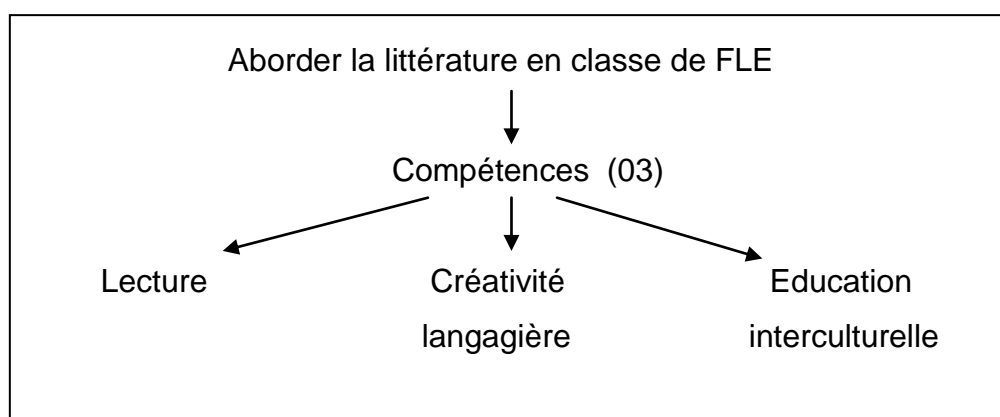 Aborder la littérature en classe de FLE
Compétences (03)
Lecture
Créativité
langagière
Education
interculturelle